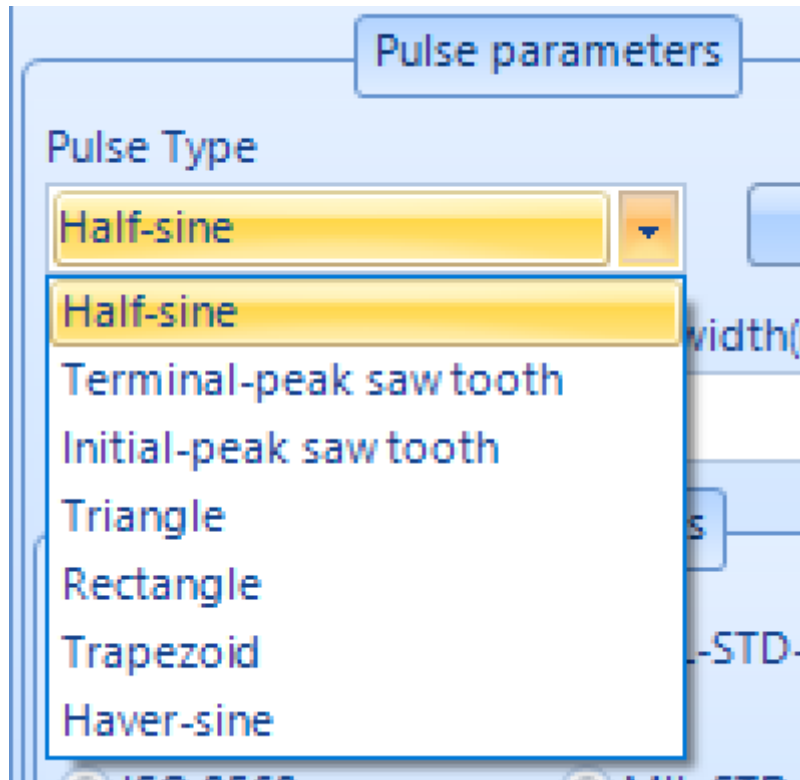 Pulse parameters
Pulse Type
Half-sine
Half-sine
width(
Terminal-peak saw tooth
Initial-peak saw tooth
Triangle
s
Rectangle
Trapezoid
-STD-
Haver-sine